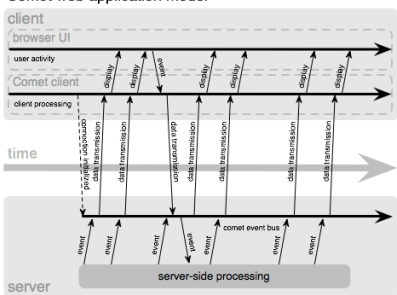 Comet web application model
client
browser UI
user activity
display
display
event
display
display
display
display
Comet client
client processing
connection initialized
data transmission
data transmission
data transmission
data transmission
data transmission
data transmission
data transmission
time
comet event bus
event
event
event
event
event
event
event
server-side processing
server